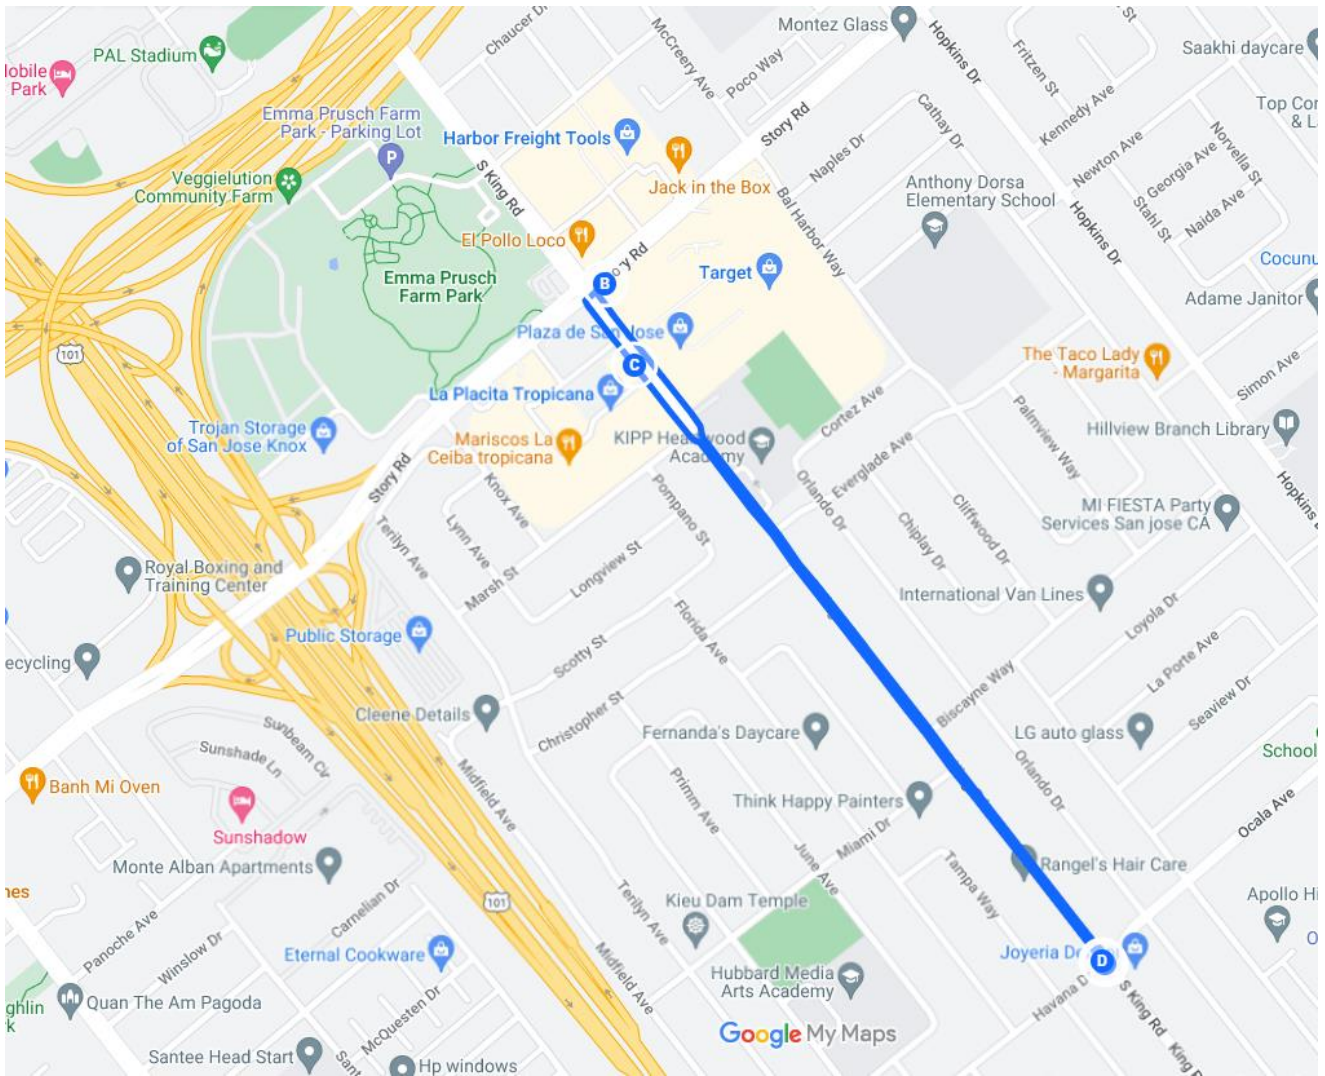 Chaucer Dr
McCreery Ave
Montez Glass
Hopkins Dr
Fritzen St
Saakhi daycare
PAL Stadium
Park
Poco Way
Emma Prusch Farm
Park - Parking Lot
P
Harbor Freight Tools
Story Rd
Cathay Dr
Kennedy Ave
Newton Ave
Norvella St
Georgia Ave
Veggielution
Community Farm
S King Rd
Jack in the Box
Naples Dr
Anthony Dorsa
Elementary School
Stahl St
Naida Ave
Hopkins Dr
Bal Harbor Way
El Pollo Loco
Emma Prusch
Farm Park
B
Target
Adame Janitor
Plaza de San Jose
101
C
The Taco Lady
- Margarita
Simon Ave
La Placita Tropicana
Cortez Ave
Palmview Way
Trojan Storage
of San Jose Knox
Mariscos La
Ceiba tropicana
KIPP Heartwood
Academy
Everglade Ave
Hillview Branch Library
Story Rd
Knox Ave
Pompano St
Orlando Dr
Cliffwood Dr
Hopkins
MI FIESTA Party
Services San jose CA
Terilyn Ave
Lynn Ave
Chiplay Dr
Royal Boxing and
Training Center
Marsh St
Longview St
International Van Lines
Loyola Dr
Public Storage
Florida Ave
Scotty St
La Porte Ave
Biscayne Way
Seaview Dr
Cleene Details
Christopher St
Fernanda's Daycare
LG auto glass
School
Sunbeam Cir
Sunshade Ln
Banh Mi Oven
Midfield Ave
Primm Ave
Think Happy Painters
Orlando Dr
Ocala Ave
Sunshadow
Miami Dr
Monte Alban Apartments
June Ave
Tampa Way
Rangel's Hair Care
Carnelian Dr
101
Terilyn Ave
Kieu Dam Temple
Apollo
Panoche Ave
Winslow Dr
Eternal Cookware
Midfield Ave
Joyeria
D
Hubbard Media
Arts Academy
Havana
S King Rd
Quan The Am Pagoda
McQuesten Dr
Google My Maps
King
Santee Head Start
Hp windows